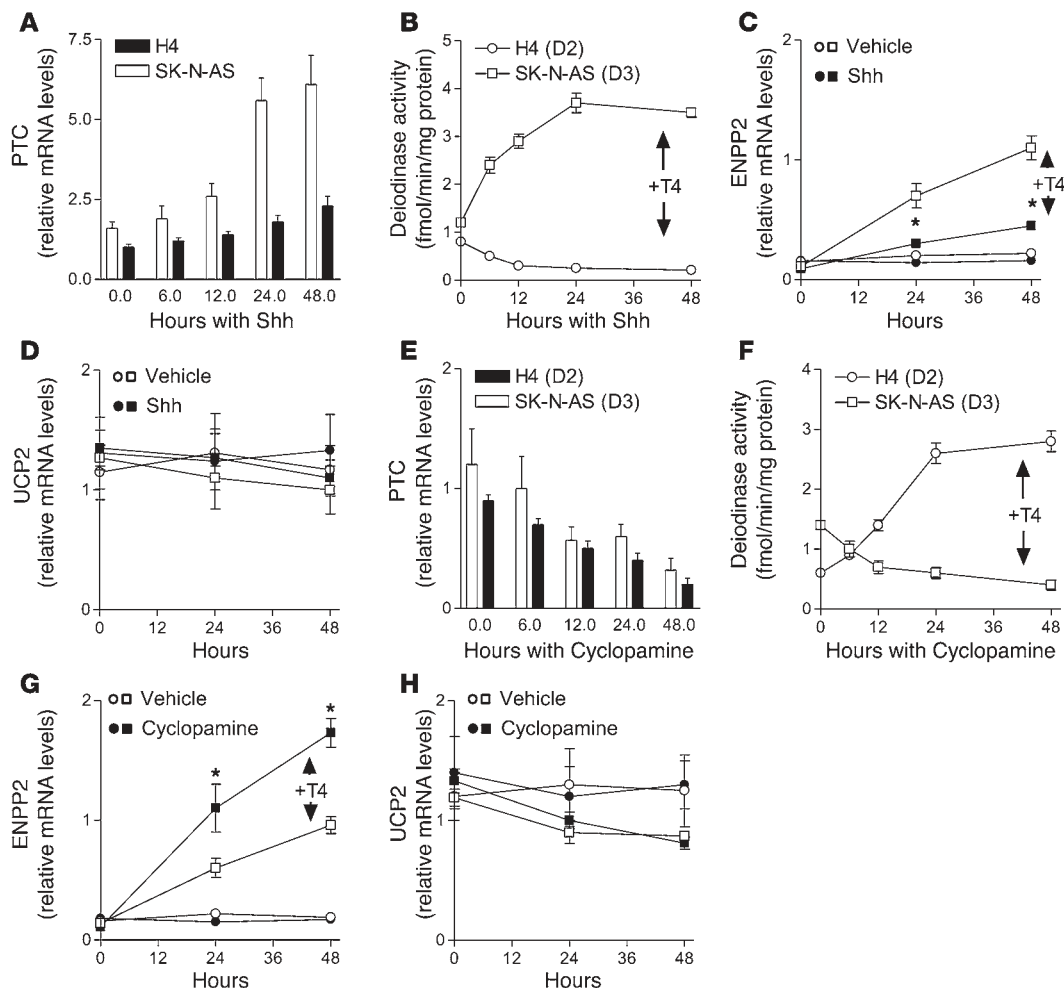 A
PTC
(relative mRNA levels)
7.5
5.0
2.5
0.0
H4
SK-N-AS
0.0 6.0 12.0 24.0 48.0
Hours with Shh
B
Deiodinase activity
(fmol/min/mg protein)
5
4
3
2
1
0
H4 (D2)
SK-N-AS (D3)
+T4
0 12 24 36 48
Hours with Shh
C
ENPP2
(relative mRNA levels)
2
1
0
Vehicle
Shh
* *
+T4
0 12 24 36 48
Hours
D
UCP2
(relative mRNA levels)
2
1
0
Vehicle
Shh
0 12 24 36 48
Hours
E
PTC
(relative mRNA levels)
2
1
0
H4 (D2)
SK-N-AS (D3)
0.0 6.0 12.0 24.0 48.0
Hours with Cyclopamine
F
Deiodinase activity
(fmol/min/mg protein)
4
3
2
1
0
H4 (D2)
SK-N-AS (D3)
+T4
0 12 24 36 48
Hours with Cyclopamine
G
ENPP2
(relative mRNA levels)
2
1
0
Vehicle
Cyclopamine
* *
+T4
0 12 24 36 48
Hours
H
UCP2
(relative mRNA levels)
2
1
0
Vehicle
Cyclopamine
0 12 24 36 48
Hours